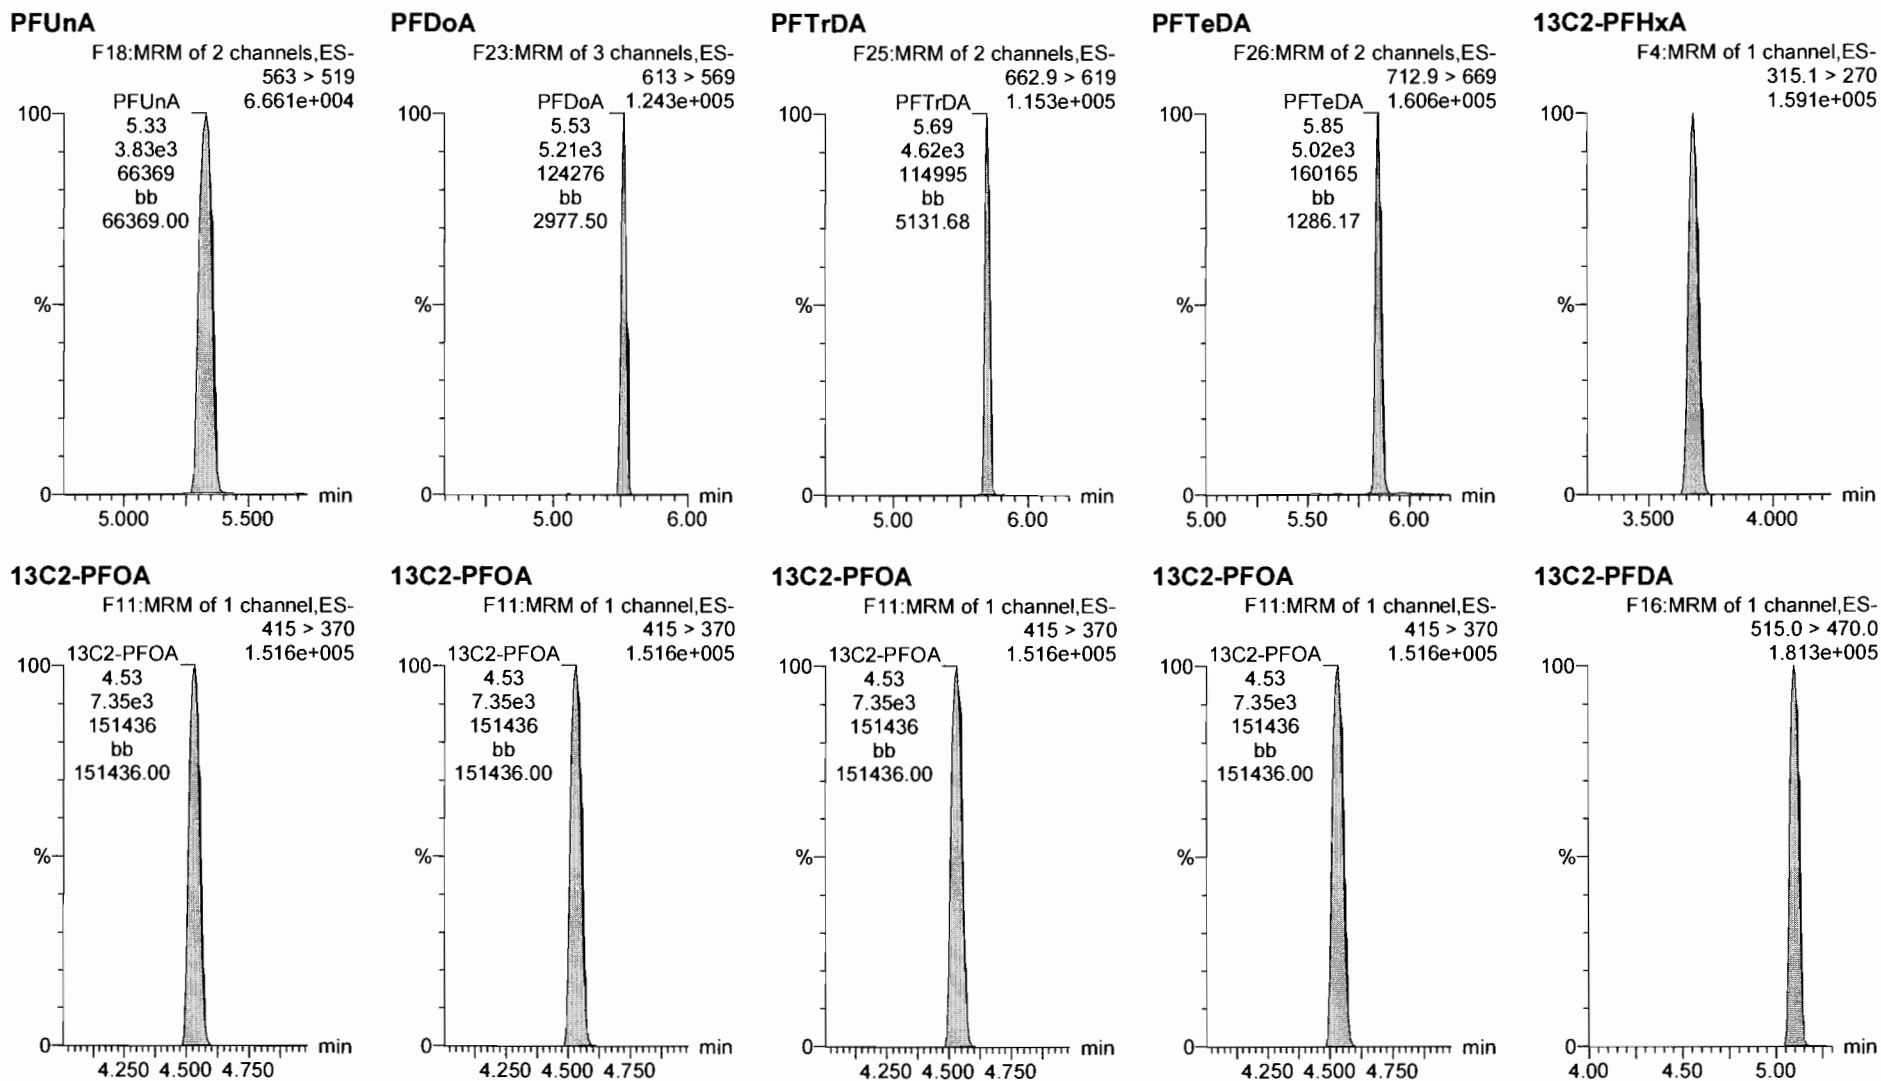 PFUnA
F18:MRM of 2 channels,ES-
563 > 519
6.661e+004
PFUnA
5.33
3.83e3
66369
bb
66369.00
100
%
0
5.000 5.500 min
PFDoA
F23:MRM of 3 channels,ES-
613 > 569
1.243e+005
PFDoA
5.53
5.21e3
124276
bb
2977.50
100
%
0
5.00 6.00 min
PFTrDA
F25:MRM of 2 channels,ES-
662.9 > 619
1.153e+005
PFTrDA
5.69
4.62e3
114995
bb
5131.68
100
%
0
5.00 6.00 min
PFTeDA
F26:MRM of 2 channels,ES-
712.9 > 669
1.606e+005
PFTeDA
5.85
5.02e3
160165
bb
1286.17
100
%
0
5.00 5.50 6.00 min
13C2-PFHxA
F4:MRM of 1 channel,ES-
315.1 > 270
1.591e+005
100
%
0
3.500 4.000 min
13C2-PFOA
F11:MRM of 1 channel,ES-
415 > 370
1.516e+005
13C2-PFOA
4.53
7.35e3
151436
bb
151436.00
100
%
0
4.250 4.500 4.750 min
13C2-PFOA
F11:MRM of 1 channel,ES-
415 > 370
1.516e+005
13C2-PFOA
4.53
7.35e3
151436
bb
151436.00
100
%
0
4.250 4.500 4.750 min
13C2-PFOA
F11:MRM of 1 channel,ES-
415 > 370
1.516e+005
13C2-PFOA
4.53
7.35e3
151436
bb
151436.00
100
%
0
4.250 4.500 4.750 min
13C2-PFOA
F11:MRM of 1 channel,ES-
415 > 370
1.516e+005
13C2-PFOA
4.53
7.35e3
151436
bb
151436.00
100
%
0
4.250 4.500 4.750 min
13C2-PFDA
F16:MRM of 1 channel,ES-
515.0 > 470.0
1.813e+005
100
%
0
4.00 4.50 5.00 min